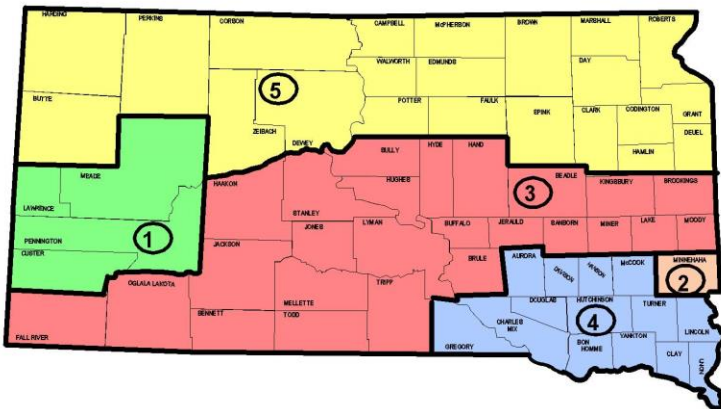 HARDING
PERKINS
CORSON
CAMPBELL
McPHERSON
BROWN
MARSHALL
ROBERTS
WALWORTH
EDMUNDS
DAY
BUTTE
5
POTTER
FAULK
SPINK
CLARK
CODINGTON
GRANT
ZEIBACH
DEWEY
DEUEL
HAMLIN
MEADE
SULLY
HYDE
HAND
BEADLE
KINGSBURY
BROOKINGS
HAAKON
HUGHES
3
LAWRENCE
STANLEY
1
JONES
LYMAN
BUFFALO
JERAULD
SANBORN
MINER
LAKE
MOODY
PENNINGTON
JACKSON
CUSTER
BRULE
AURORA
DAVISON
HANSON
McCOOK
MINNEHAHA
2
OGLALA LAKOTA
TRIPP
MELLETTE
DOUGLAS
HUTCHINSON
TURNER
BENNETT
TODD
CHARLES
MIX
4
LINCOLN
FALL RIVER
GREGORY
BON
HOMME
YANKTON
CLAY
UNION